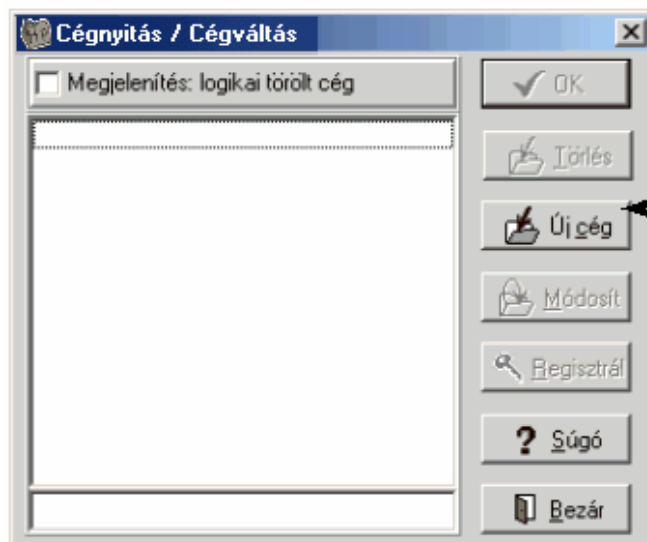 Cégnyitás / Cégváltás
Megjelenítés: logikai törölt cég
OK
Törlés
Új cég
Módosít
Regisztrál
Súgó
Bezár